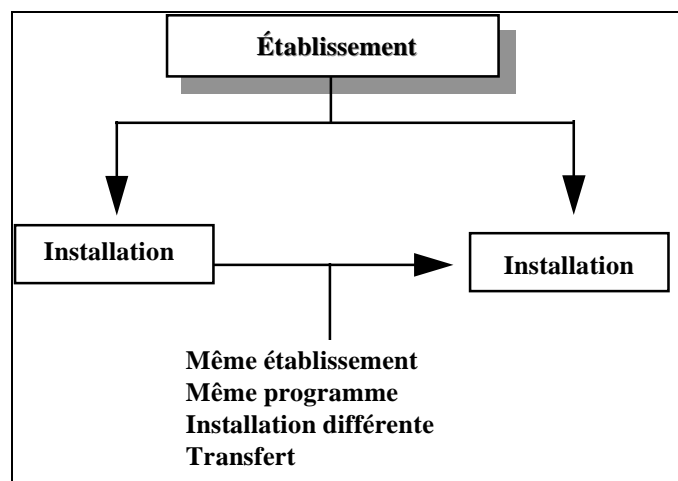 Établissement
Installation
Installation
Même établissement
Même programme
Installation différente
Transfert